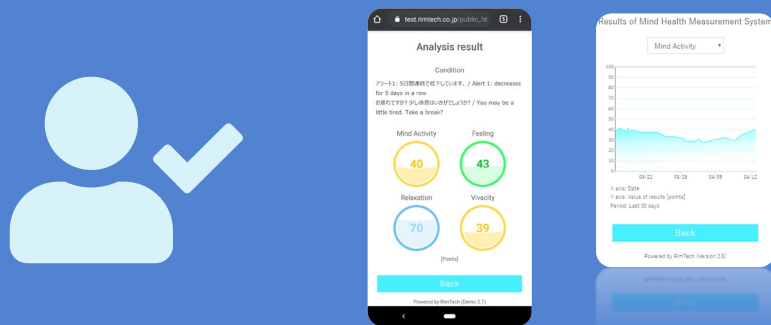 test.rimtech.co.jp/public_ht
Analysis result
Condition
アラート1: 5日間連続で低下しています。 / Alert 1: decreases
for 5 days in a row
お疲れですか? 少し休憩はいかがでしょうか? / You may be a
little tired. Take a break?
Mind Activity
Feeling
40
43
Relaxation
Vivacity
70
39
[Points]
Back
Powered by RimTech (Demo 3.1)
Results of Mind Health Measurement System
Mind Activity
100
90
80
70
60
50
40
30
20
10
0
03/22
03/29
04/05
04/12
X axis: Date
Y axis: Value of results [points]
Period: Last 30 days
Back
Powered by RimTech (Version 2.5)